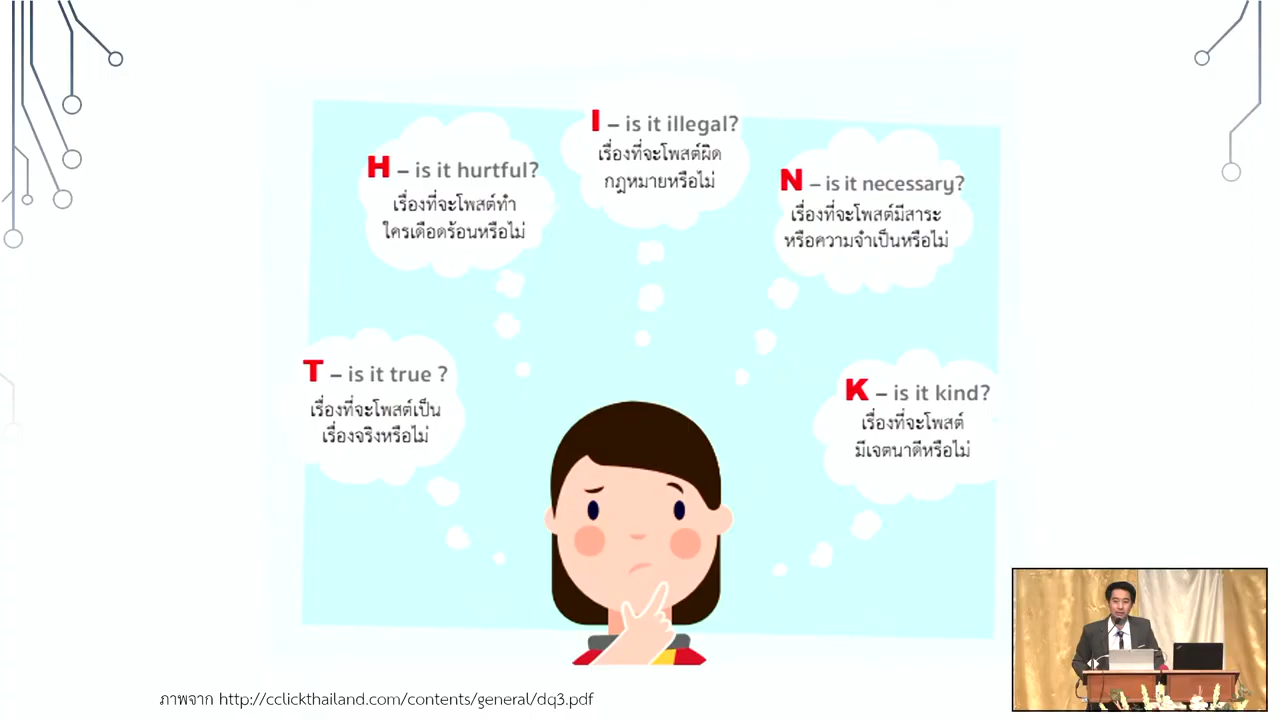 T – is it true ?
เรื่องที่จะโพสต์เป็น
เรื่องจริงหรือไม่
H – is it hurtful?
เรื่องที่จะโพสต์ทำ
ใครเดือดร้อนหรือไม่
I – is it illegal?
เรื่องที่จะโพสต์ผิด
กฎหมายหรือไม่
N – is it necessary?
เรื่องที่จะโพสต์มีสาระ
หรือความจำเป็นหรือไม่
K – is it kind?
เรื่องที่จะโพสต์
มีเจตนาดีหรือไม่
ภาพจาก http://cclickthailand.com/contents/general/dq3.pdf